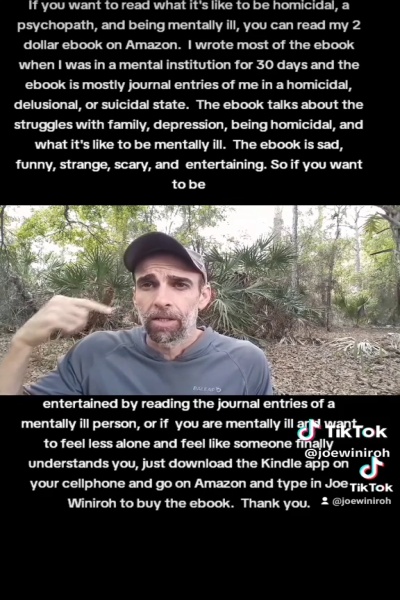 If you want to read what it's like to be homicidal, a
psychopath, and being mentally ill, you can read my 2
dollar ebook on Amazon. I wrote most of the ebook
when I was in a mental institution for 30 days and the
ebook is mostly journal entries of me in a homicidal,
delusional, or suicidal state. The ebook talks about the
struggles with family, depression, being homicidal, and
what it's like to be mentally ill. The ebook is sad,
funny, strange, scary, and entertaining. So if you want
to be
entertained by reading the journal entries of a
mentally ill person, or if you are mentally ill and want
to feel less alone and feel like someone finally
understands you, just download the Kindle app on
your cellphone and go on Amazon and type in Joe
Winiroh to buy the ebook. Thank you.
TikTok
@joewiniroh
TikTok
@joewiniroh